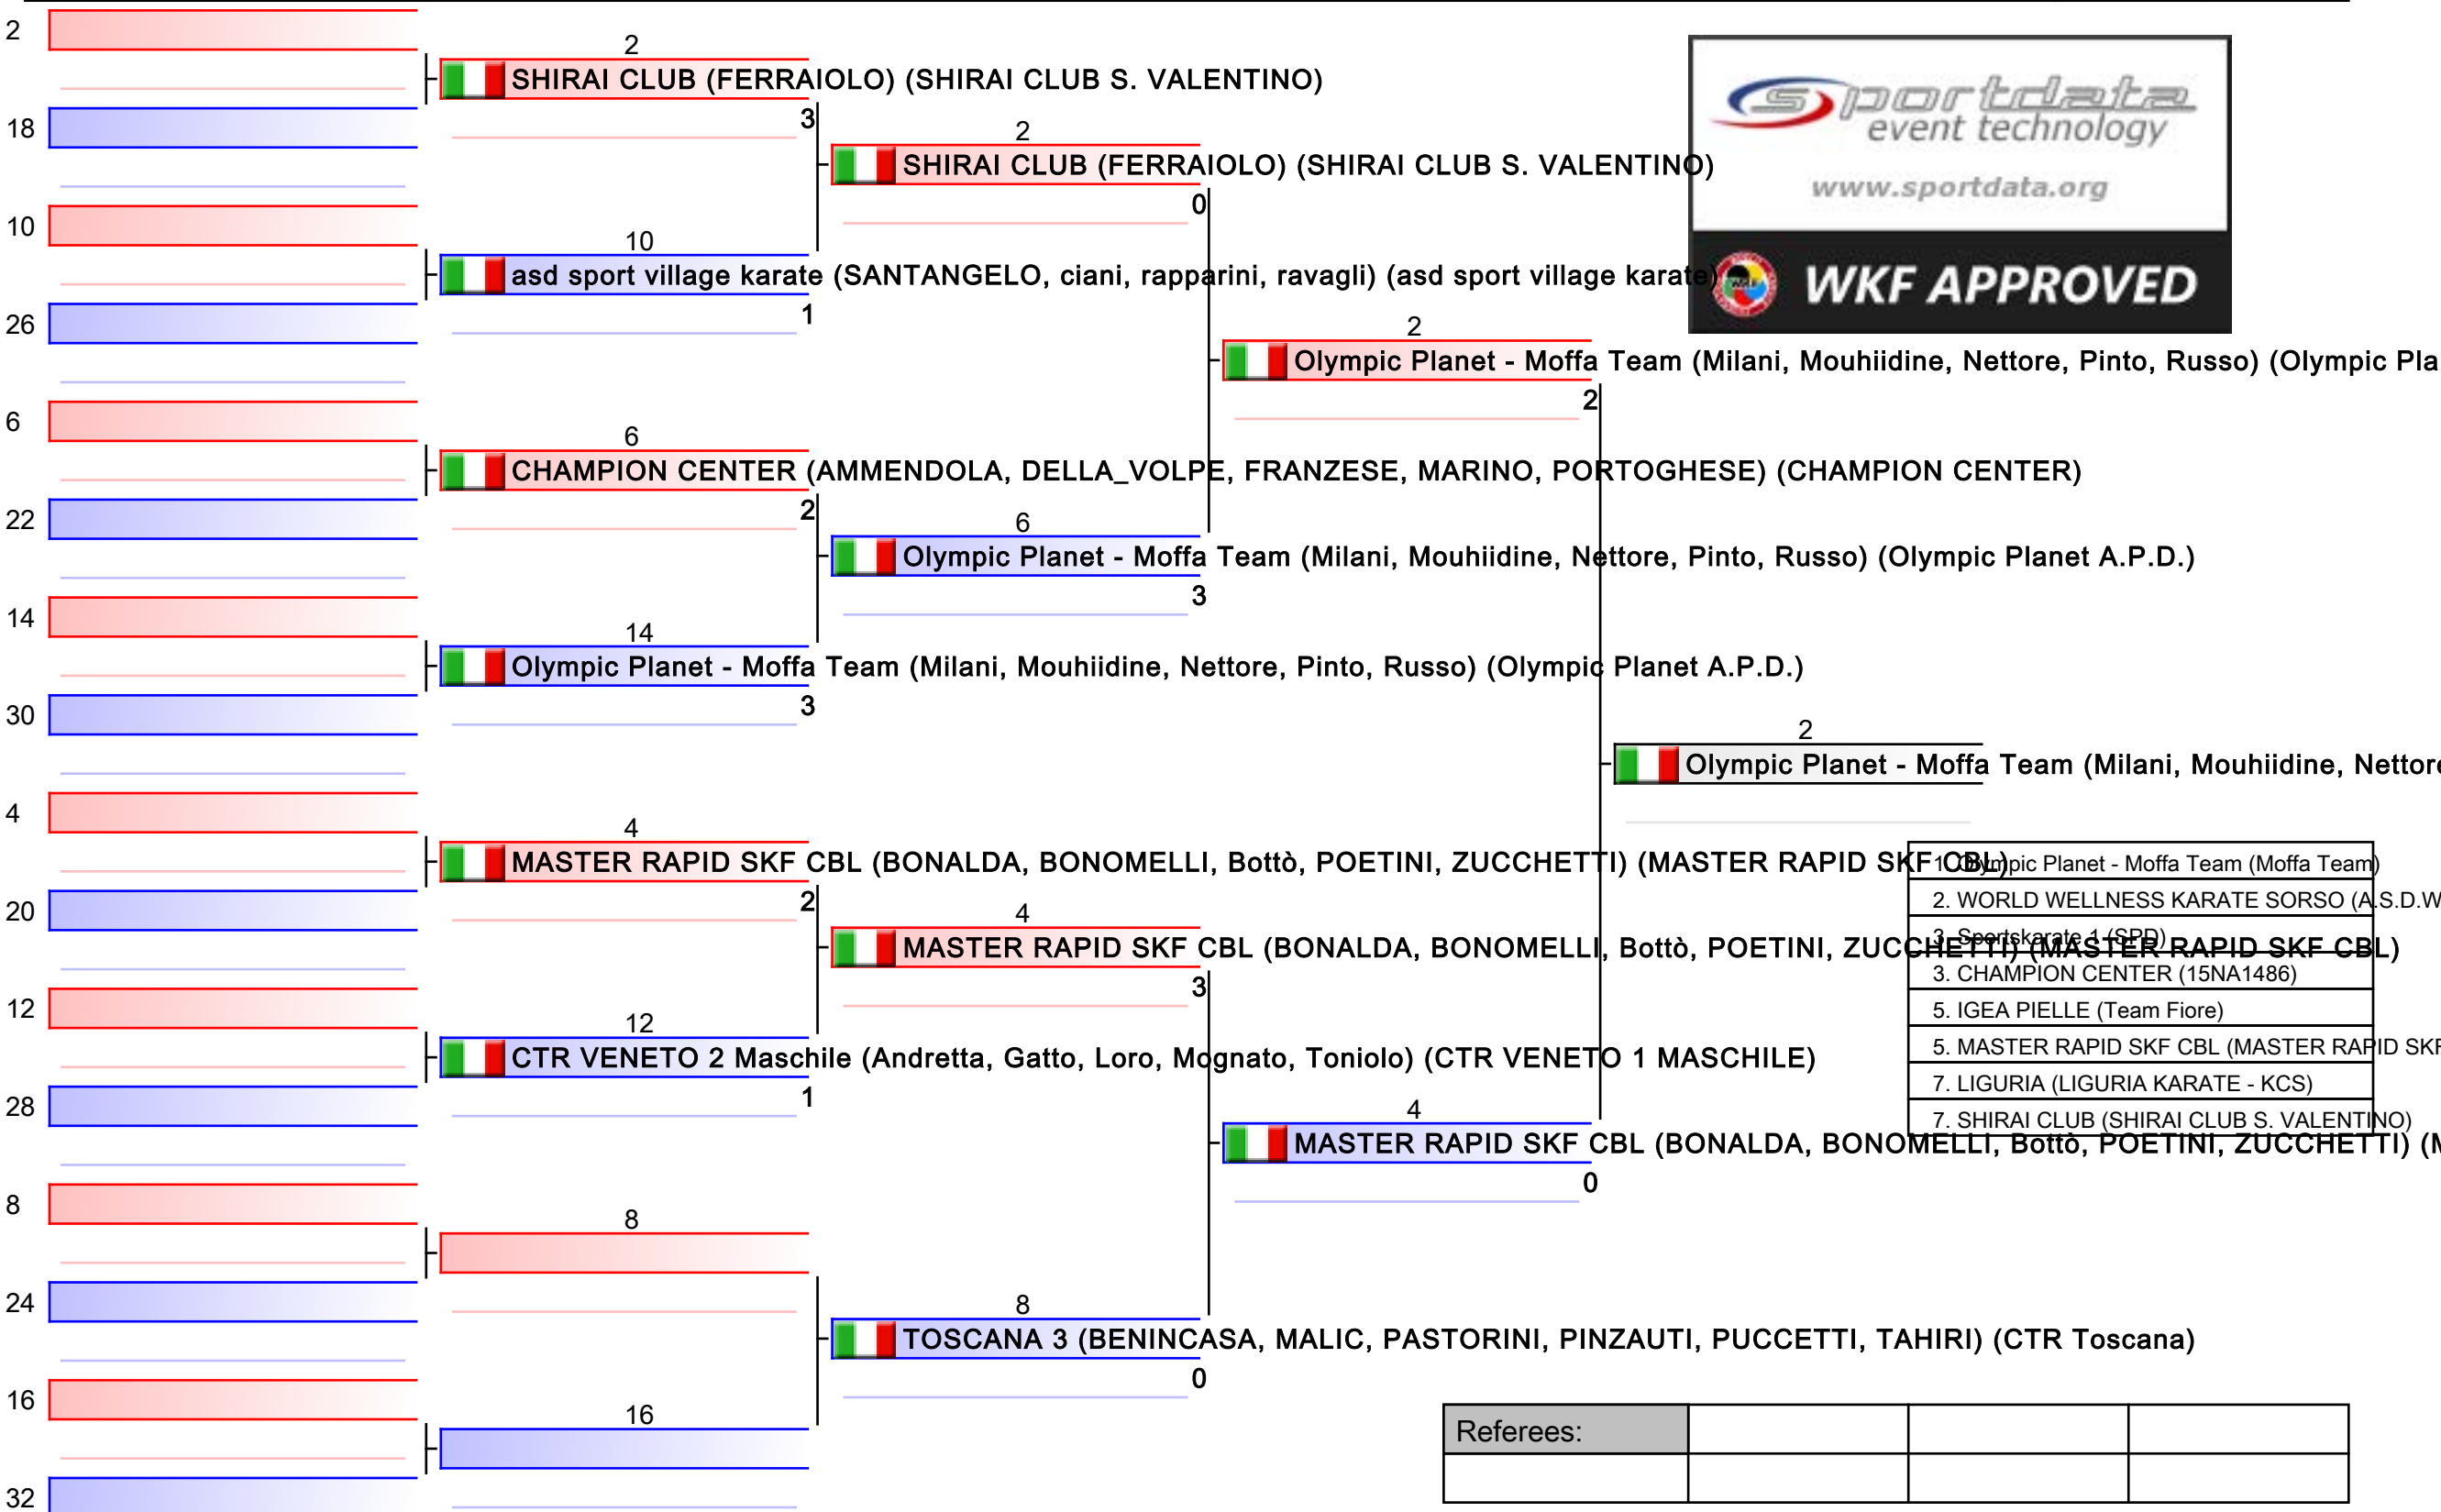 2
2
SHIRAI CLUB (FERRAIOLO) (SHIRAI CLUB S. VALENTINO)
3
18
2
SHIRAI CLUB (FERRAIOLO) (SHIRAI CLUB S. VALENTINO)
0
sportdata
event technology
www.sportdata.org
WKF APPROVED
10
10
asd sport village karate (SANTANGELO, ciani, rapparini, ravagli) (asd sport village karate)
1
26
2
Olympic Planet - Moffa Team (Milani, Mouhiidine, Nettore, Pinto, Russo) (Olympic Pla
2
6
6
CHAMPION CENTER (AMMENDOLA, DELLA_VOLPE, FRANZESE, MARINO, PORTOGHESE) (CHAMPION CENTER)
2
22
6
Olympic Planet - Moffa Team (Milani, Mouhiidine, Nettore, Pinto, Russo) (Olympic Planet A.P.D.)
3
14
14
Olympic Planet - Moffa Team (Milani, Mouhiidine, Nettore, Pinto, Russo) (Olympic Planet A.P.D.)
3
30
2
Olympic Planet - Moffa Team (Milani, Mouhiidine, Nettore
4
4
MASTER RAPID SKF CBL (BONALDA, BONOMELLI, Bottò, POETINI, ZUCCHETTI) (MASTER RAPID SKF CBL)
2
20
4
MASTER RAPID SKF CBL (BONALDA, BONOMELLI, Bottò, POETINI, ZUCCHETTI) (MASTER RAPID SKF CBL)
3
1. Olympic Planet - Moffa Team (Moffa Team)
2. WORLD WELLNESS KARATE SORSO (A.S.D.W
3. Sportskarate 1 (SPD)
3. CHAMPION CENTER (15NA1486)
5. IGEA PIELLE (Team Fiore)
5. MASTER RAPID SKF CBL (MASTER RAPID SKF
7. LIGURIA (LIGURIA KARATE - KCS)
7. SHIRAI CLUB (SHIRAI CLUB S. VALENTINO)
12
12
CTR VENETO 2 Maschile (Andretta, Gatto, Loro, Mognato, Toniolo) (CTR VENETO 1 MASCHILE)
1
28
4
MASTER RAPID SKF CBL (BONALDA, BONOMELLI, Bottò, POETINI, ZUCCHETTI) (M
0
8
8
24
8
TOSCANA 3 (BENINCASA, MALIC, PASTORINI, PINZAUTI, PUCCETTI, TAHIRI) (CTR Toscana)
0
16
16
32
Referees: